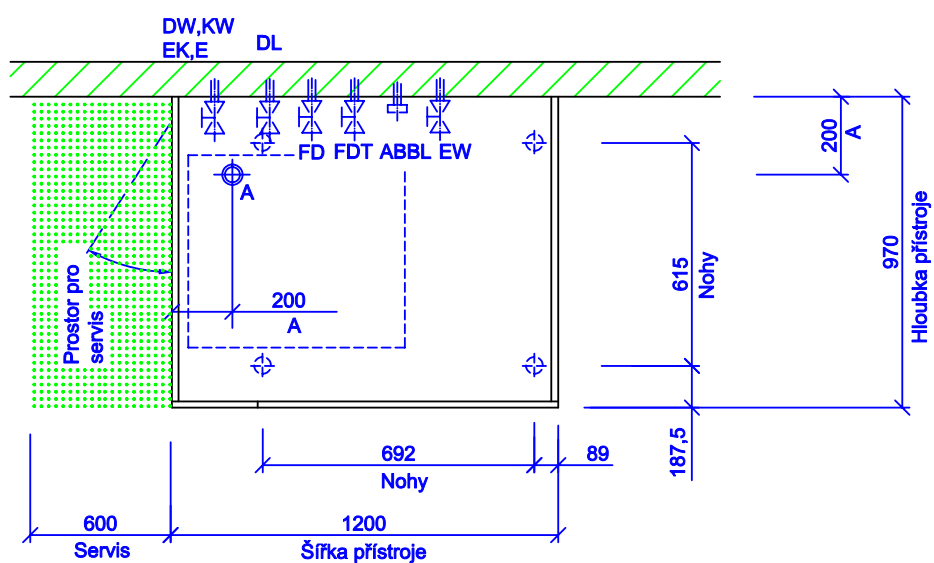 DW,KW
EK,E
DL
FD FDT ABBL EW
A
200
A
Prostor pro
servis
200
A
615
Nohy
970
Hloubka přístroje
187,5
692
Nohy
89
600
Servis
1200
Šířka přístroje